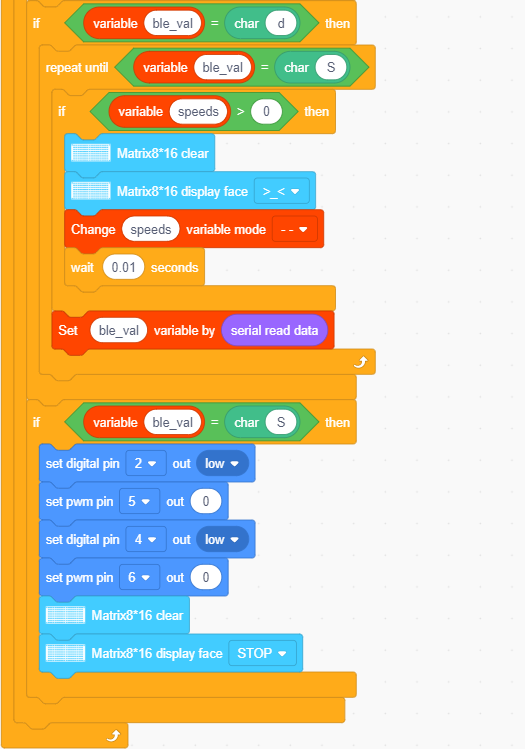 if variable ble_val = char d then
repeat until variable ble_val = char S
if variable speeds > 0 then
Matrix8*16 clear
Matrix8*16 display face >_<
Change speeds variable mode - -
wait 0.01 seconds
Set ble_val variable by serial read data
if variable ble_val = char S then
set digital pin 2 out low
set pwm pin 5 out 0
set digital pin 4 out low
set pwm pin 6 out 0
Matrix8*16 clear
Matrix8*16 display face STOP